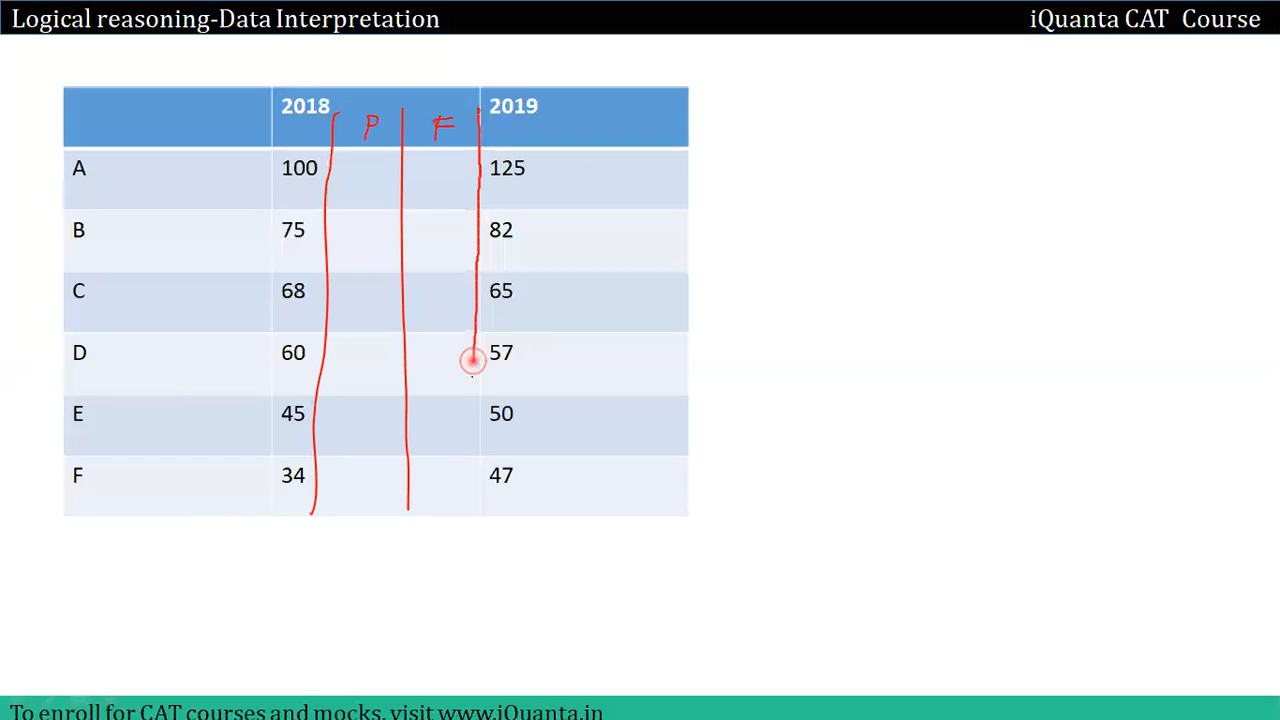 Logical reasoning-Data Interpretation iQuanta CAT Course
2018 P F 2019
A 100 125
B 75 82
C 68 65
D 60 57
E 45 50
F 34 47
To enroll for CAT courses and mocks, visit www.iQuanta.in